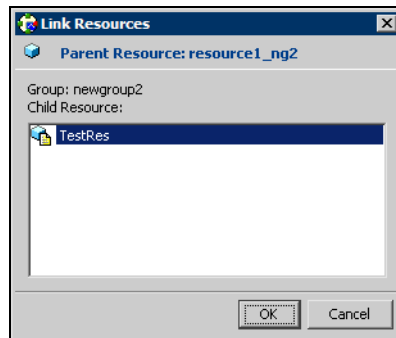 Link Resources
Parent Resource: resource1_ng2
Group: newgroup2
Child Resource:
TestRes
OK Cancel